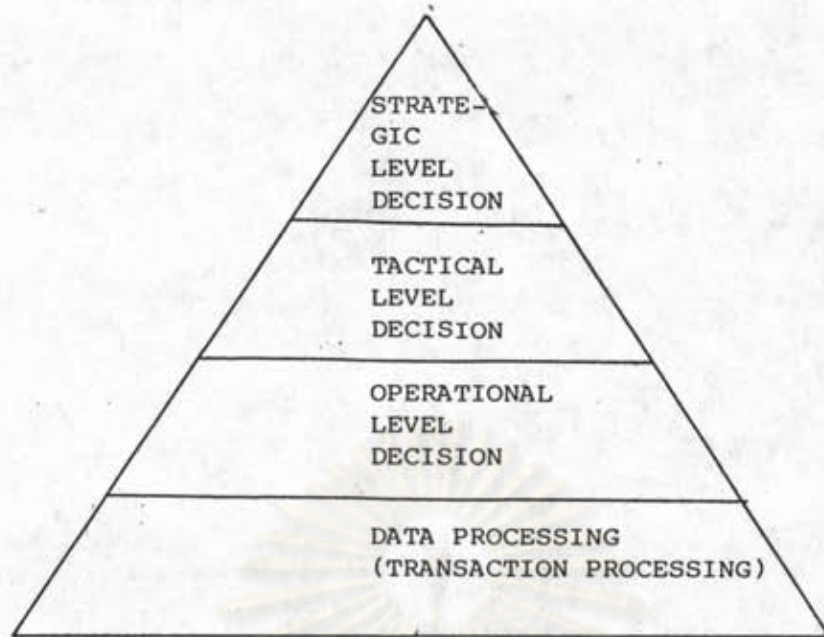 STRATE-
GIC
LEVEL
DECISION
TACTICAL
LEVEL
DECISION
OPERATIONAL
LEVEL
DECISION
DATA PROCESSING
(TRANSACTION PROCESSING)